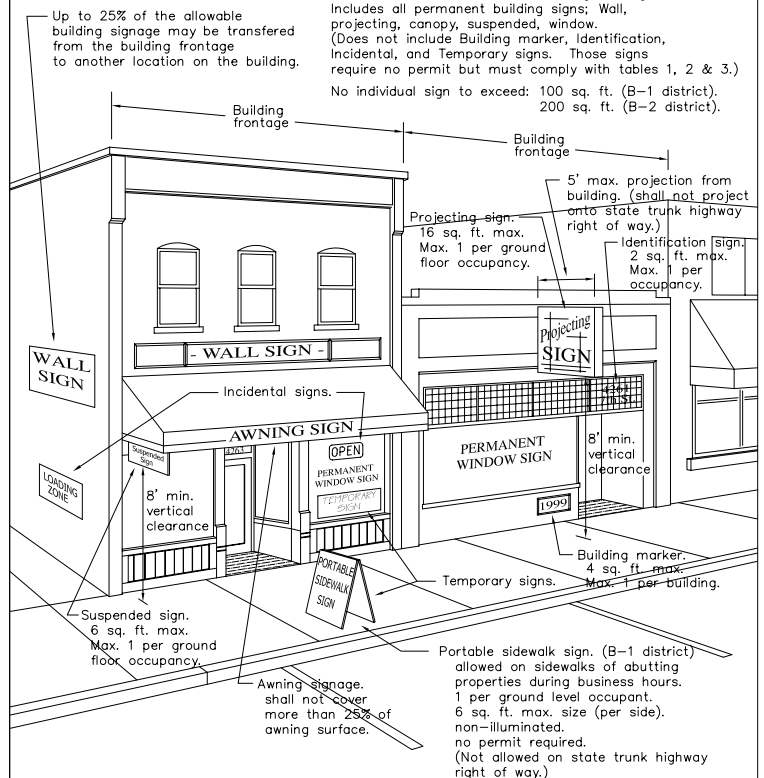 Up to 25% of the allowable
building signage may be transfered
from the building frontage
to another location on the building.
Includes all permanent building signs; Wall,
projecting, canopy, suspended, window.
(Does not include Building marker, Identification,
Incidental, and Temporary signs. Those signs
require no permit but must comply with tables 1, 2 & 3.)
No individual sign to exceed: 100 sq. ft. (B-1 district).
200 sq. ft. (B-2 district).
Building
frontage
Building
frontage
5' max. projection from
building. (shall not project
onto state trunk highway
right of way.)
Projecting sign.
16 sq. ft. max.
Max. 1 per ground
floor occupancy.
Identification sign.
2 sq. ft. max.
Max. 1 per
occupancy.
Projecting
SIGN
WALL
SIGN
- WALL SIGN -
Incidental signs.
4261
7th St.
AWNING SIGN
Suspended
Sign
4263
OPEN
PERMANENT
WINDOW SIGN
TEMPORARY
SIGN
PERMANENT
WINDOW SIGN
8' min.
vertical
clearance
LOADING
ZONE
8' min.
vertical
clearance
1999
Building marker.
4 sq. ft. max.
Max. 1 per building.
PORTABLE
SIDEWALK
SIGN
Temporary signs.
Suspended sign.
6 sq. ft. max.
Max. 1 per ground
floor occupancy.
Awning signage.
shall not cover
more than 25% of
awning surface.
Portable sidewalk sign. (B-1 district)
allowed on sidewalks of abutting
properties during business hours.
1 per ground level occupant.
6 sq. ft. max. size (per side).
non-illuminated.
no permit required.
(Not allowed on state trunk highway
right of way.)